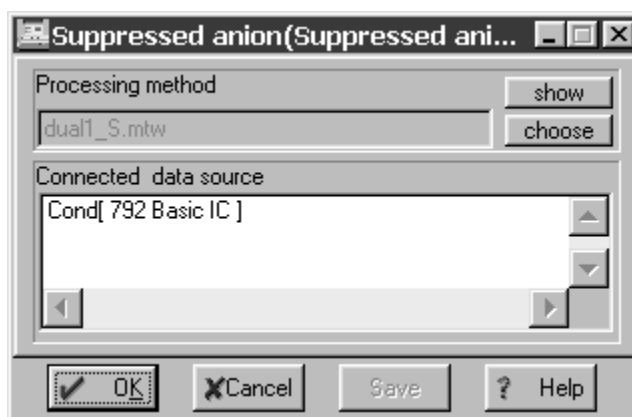 Suppressed anion(Suppressed ani...
Processing method
show
dual1_S.mtw
choose
Connected data source
Cond[ 792 Basic IC ]
OK
Cancel
Save
? Help